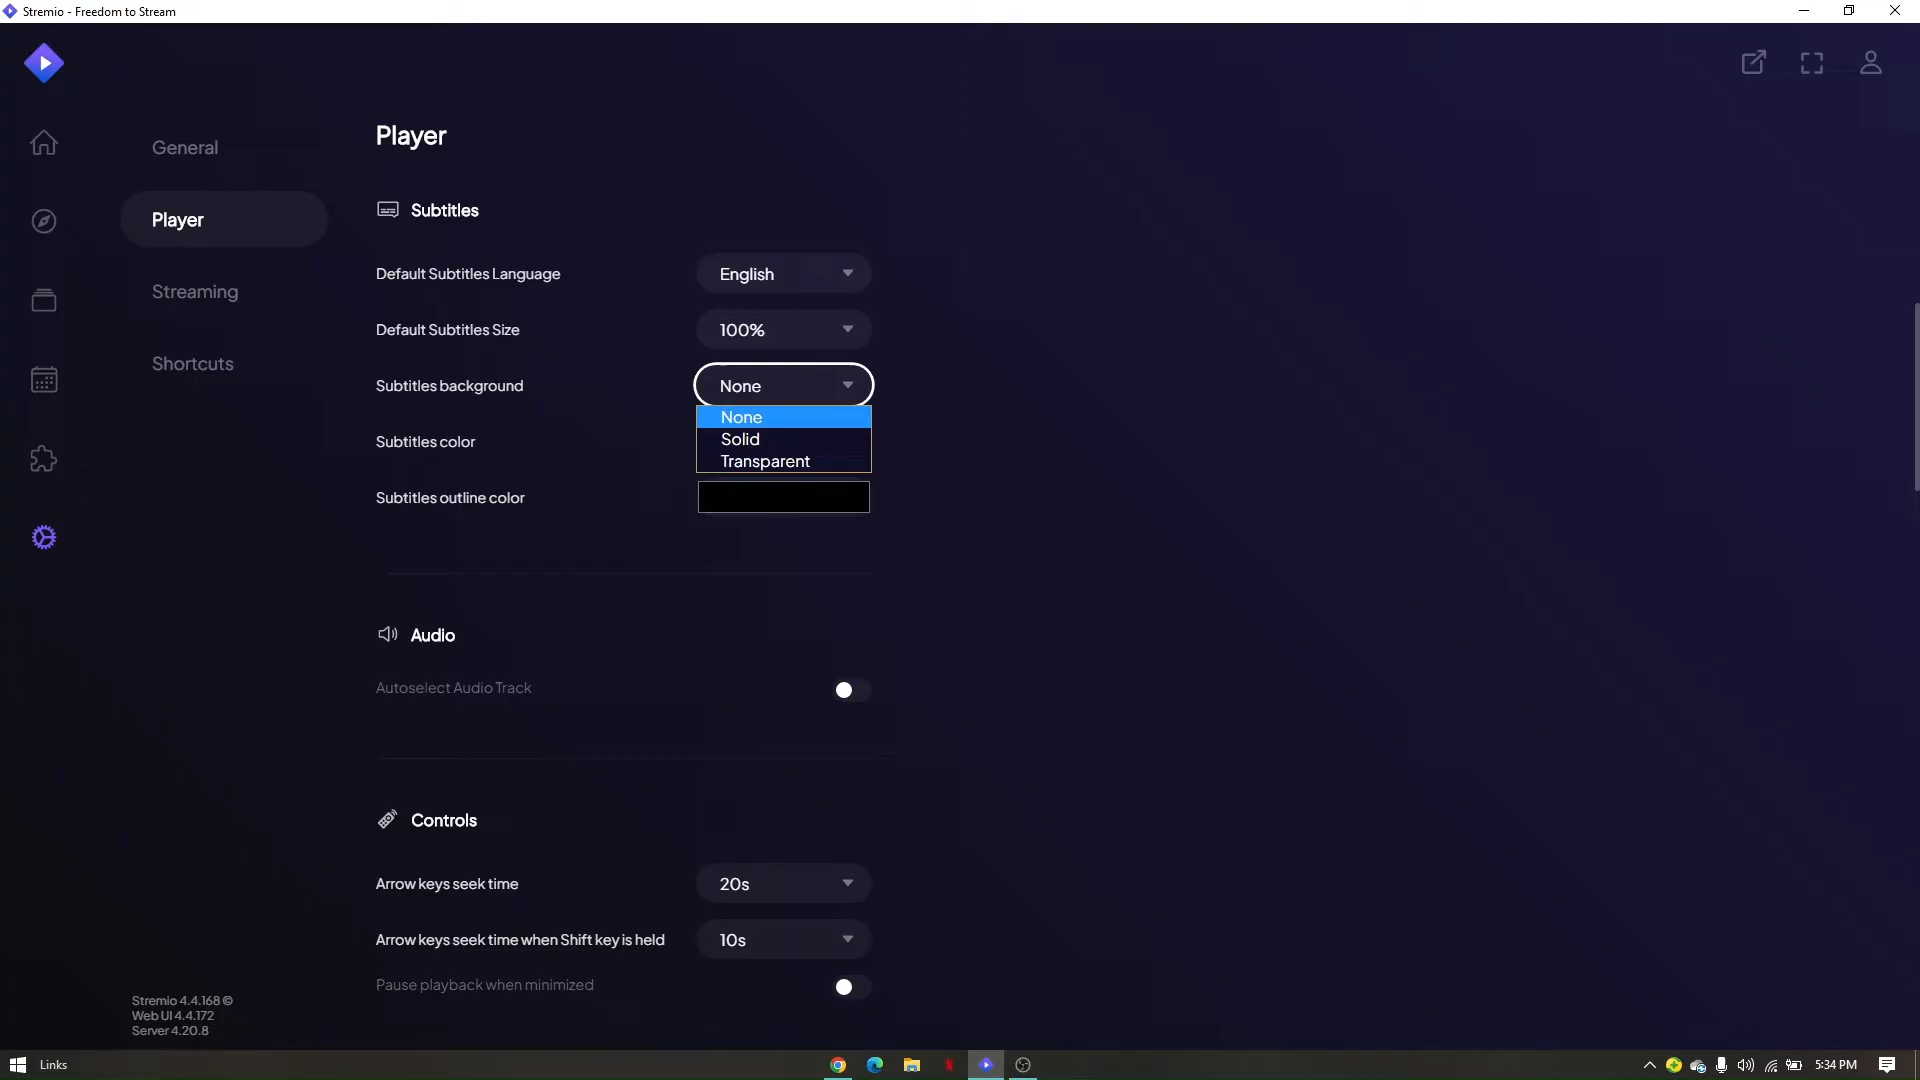 Stremio - Freedom to Stream
General
Player
Streaming
Shortcuts
Player
Subtitles
Default Subtitles Language
English
Default Subtitles Size
100%
Subtitles background
None
None
Solid
Transparent
Subtitles color
Subtitles outline color
Audio
Autoselect Audio Track
Controls
Arrow keys seek time
20s
Arrow keys seek time when Shift key is held
10s
Pause playback when minimized
Stremio 4.4.168 ©
Web UI 4.4.172
Server 4.20.8
Links
5:34 PM